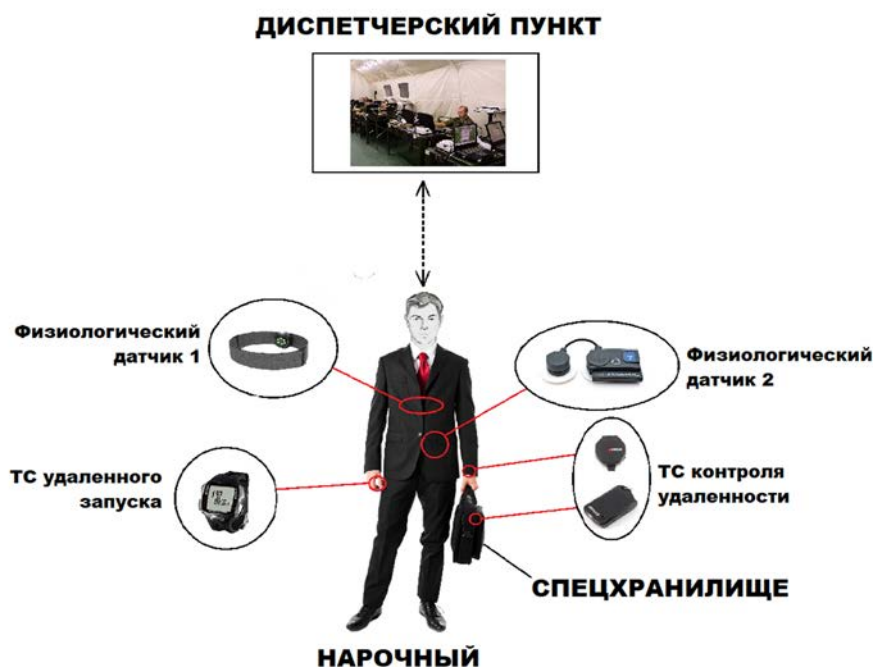 ДИСПЕТЧЕРСКИЙ ПУНКТ
Физиологический
датчик 1
Физиологический
датчик 2
ТС удаленного
запуска
ТС контроля
удаленности
СПЕЦХРАНИЛИЩЕ
НАРОЧНЫЙ